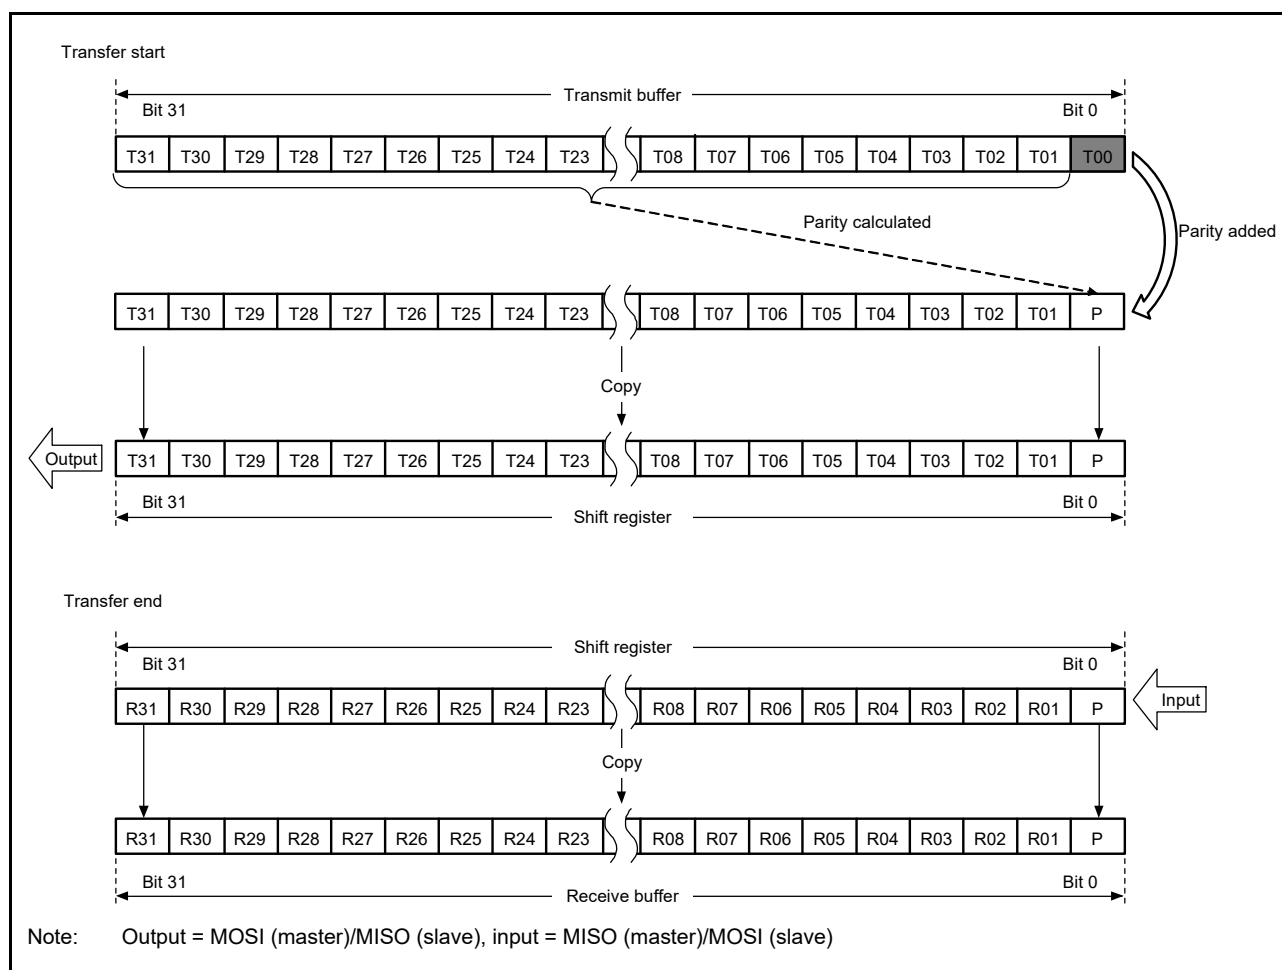 Transfer start
Transmit buffer
Bit 31 Bit 0
T31 T30 T29 T28 T27 T26 T25 T24 T23 T08 T07 T06 T05 T04 T03 T02 T01 T00
Parity calculated
Parity added
T31 T30 T29 T28 T27 T26 T25 T24 T23 T08 T07 T06 T05 T04 T03 T02 T01 P
Copy
Output
T31 T30 T29 T28 T27 T26 T25 T24 T23 T08 T07 T06 T05 T04 T03 T02 T01 P
Bit 31 Bit 0
Shift register
Transfer end
Shift register
Bit 31 Bit 0
R31 R30 R29 R28 R27 R26 R25 R24 R23 R08 R07 R06 R05 R04 R03 R02 R01 P
Input
Copy
R31 R30 R29 R28 R27 R26 R25 R24 R23 R08 R07 R06 R05 R04 R03 R02 R01 P
Bit 31 Bit 0
Receive buffer
Note: Output = MOSI (master)/MISO (slave), input = MISO (master)/MOSI (slave)